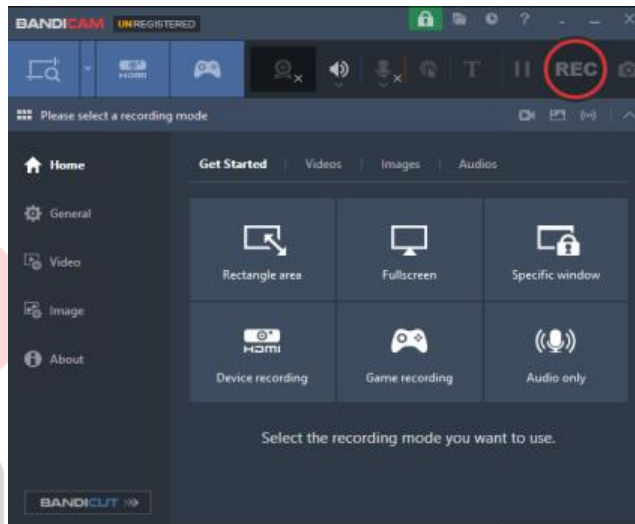 BANDICAM UNREGISTERED
HDMI
T
REC
Please select a recording mode
Home
Get Started Videos Images Audios
General
Video
Image
About
Rectangle area Fullscreen Specific window
HDMI
Device recording Game recording Audio only
Select the recording mode you want to use.
BANDICUT